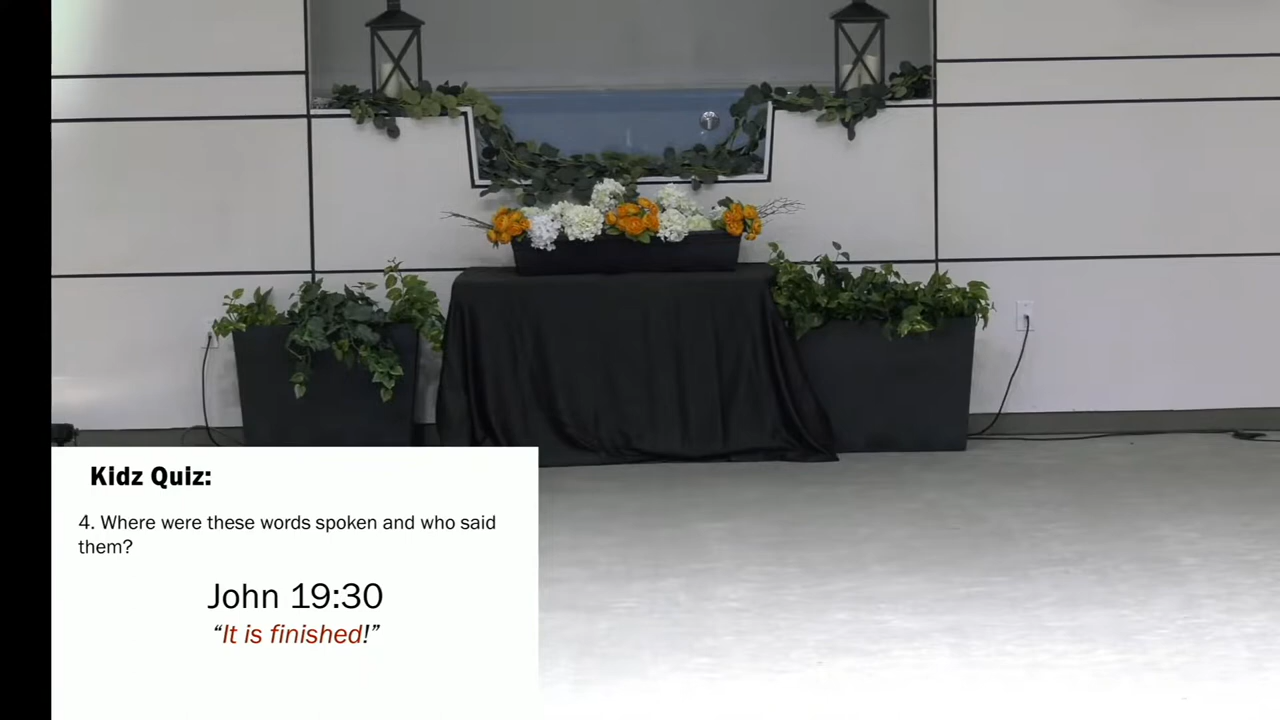 Kidz Quiz:
4. Where were these words spoken and who said
them?
John 19:30
“It is finished!”